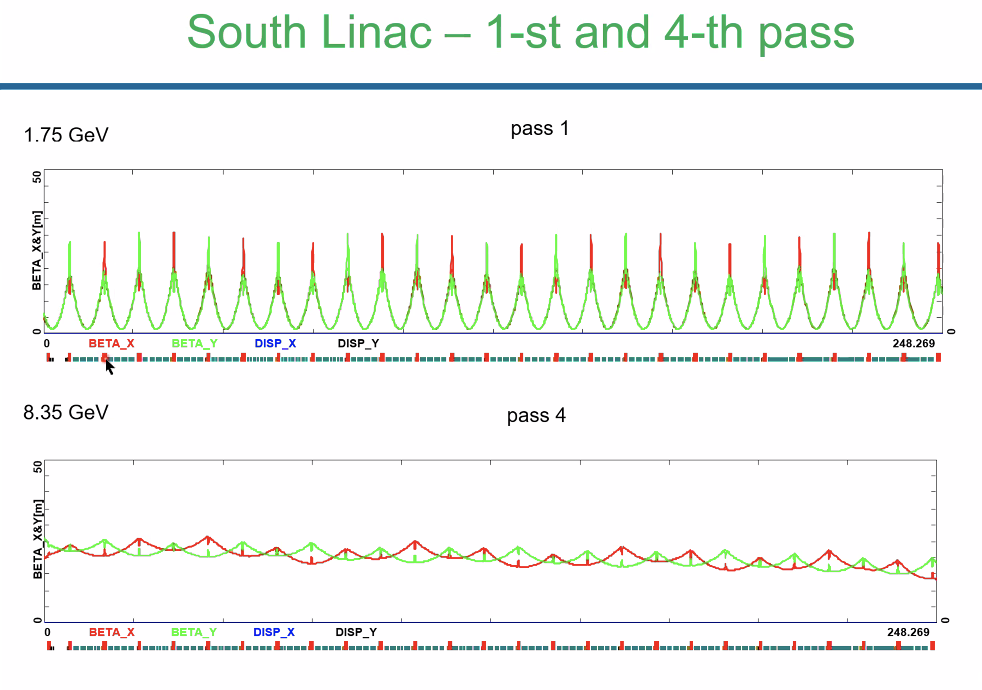 South Linac – 1-st and 4-th pass
1.75 GeV
pass 1
50
BETA_X&Y[m]
0
0
0
BETA_X
BETA_Y
DISP_X
DISP_Y
248.269
8.35 GeV
pass 4
50
BETA_X&Y[m]
0
0
0
BETA_X
BETA_Y
DISP_X
DISP_Y
248.269